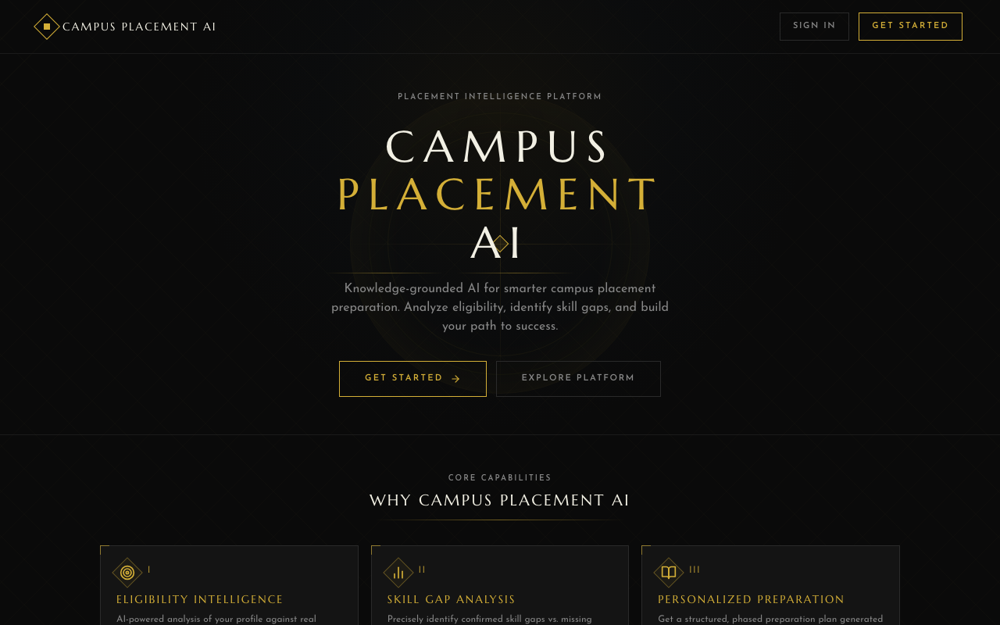 CAMPUS PLACEMENT AI
SIGN IN
GET STARTED
PLACEMENT INTELLIGENCE PLATFORM
CAMPUS
PLACEMENT
AI
Knowledge-grounded AI for smarter campus placement
preparation. Analyze eligibility, identify skill gaps, and build
your path to success.
GET STARTED →
EXPLORE PLATFORM
CORE CAPABILITIES
WHY CAMPUS PLACEMENT AI
I
ELIGIBILITY INTELLIGENCE
AI-powered analysis of your profile against real
II
SKILL GAP ANALYSIS
Precisely identify confirmed skill gaps vs. missing
III
PERSONALIZED PREPARATION
Get a structured, phased preparation plan generated